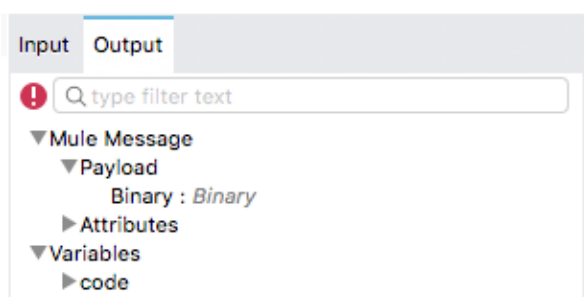 Input Output
type filter text
Mule Message
Payload
Binary : Binary
Attributes
Variables
code